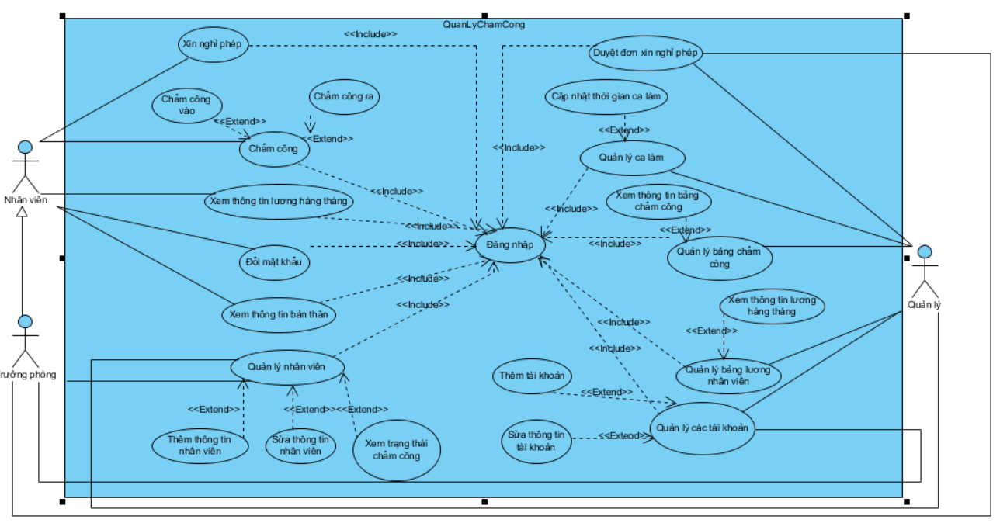 QuanLyChamCong
Xin nghỉ phép
<<Include>>
Duyệt đơn xin nghỉ phép
Chấm công
vào
Chấm công ra
Cập nhật thời gian ca làm
<<Extend>>
<<Extend>>
<<Extend>>
Chấm công
<<Include>>
Quản lý ca làm
Nhân viên
<<Include>>
Xem thông tin lương hàng tháng
<<Include>>
Xem thông tin bảng
chấm công
<<Include>>
<<Extend>>
<<Include>>
Đăng nhập
<<Include>>
Quản lý bảng chấm
công
Đổi mật khẩu
<<Include>>
Xem thông tin bản thân
<<Include>>
Quản lý
Xem thông tin lương
hàng tháng
<<Include>>
<<Extend>>
<<Include>>
Trưởng phòng
Quản lý nhân viên
Thêm tài khoản
Quản lý bảng lương
nhân viên
<<Extend>>
<<Extend>>
<<Extend>>
<<Extend>>
Thêm thông tin
nhân viên
Sửa thông tin
nhân viên
Xem trạng thái
chấm công
Sửa thông tin
tài khoản
<<Extend>>
Quản lý các tài khoản